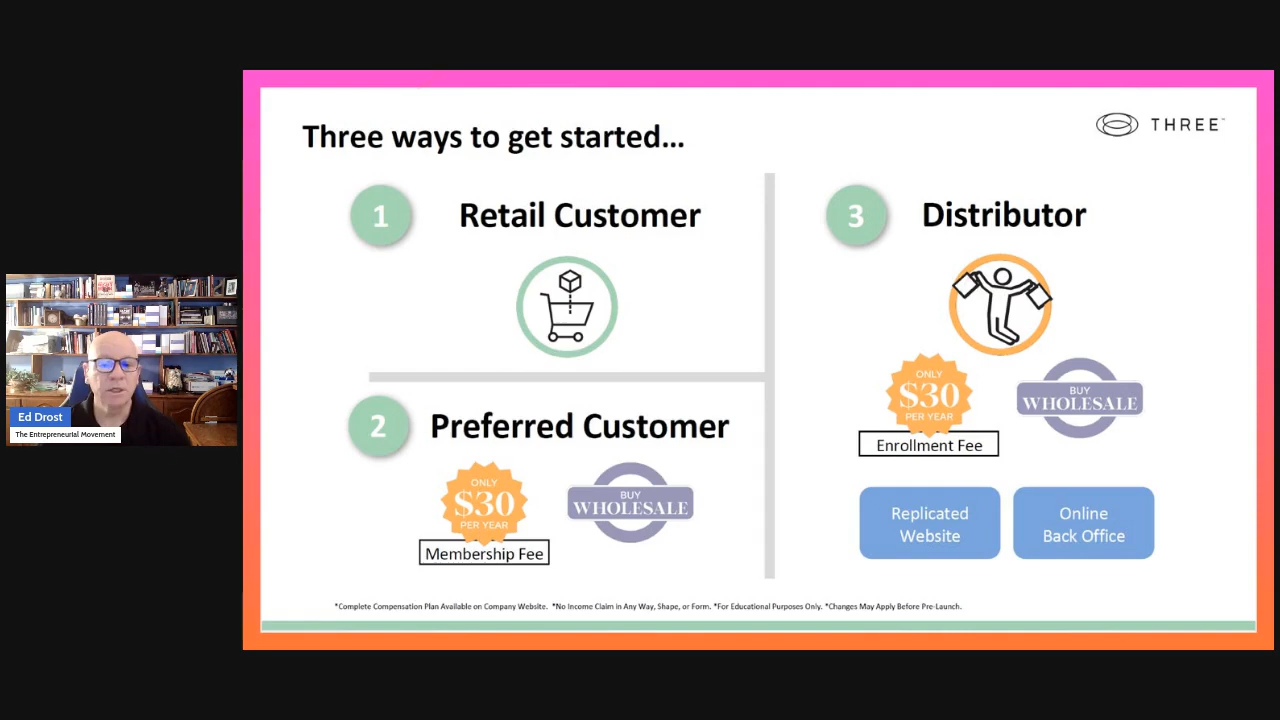 Three ways to get started...
THREE™
1
Retail Customer
2
Preferred Customer
ONLY
$30
PER YEAR
Membership Fee
BUY
WHOLESALE
3
Distributor
ONLY
$30
PER YEAR
Enrollment Fee
BUY
WHOLESALE
Replicated
Website
Online
Back Office
*Complete Compensation Plan Available on Company Website. *No Income Claim in Any Way, Shape, or Form. *For Educational Purposes Only. *Changes May Apply Before Pre-Launch.
Ed Drost
The Entrepreneurial Movement